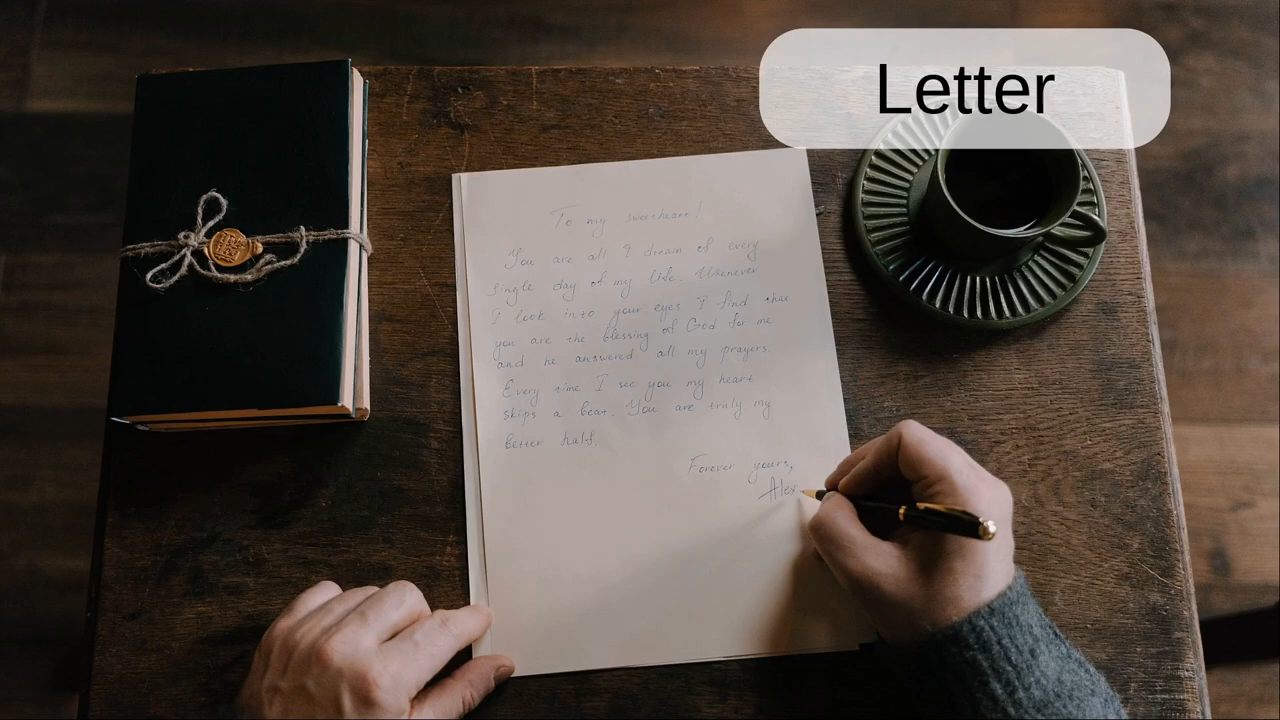 Letter
To my sweetheart!
You are all I dream of every
single day of my life. Whenever
I look into your eyes I find that
you are the blessing of God for me
and he answered all my prayers.
Every time I see you my heart
skips a beat. You are truly my
better half.
Forever yours,
Alex